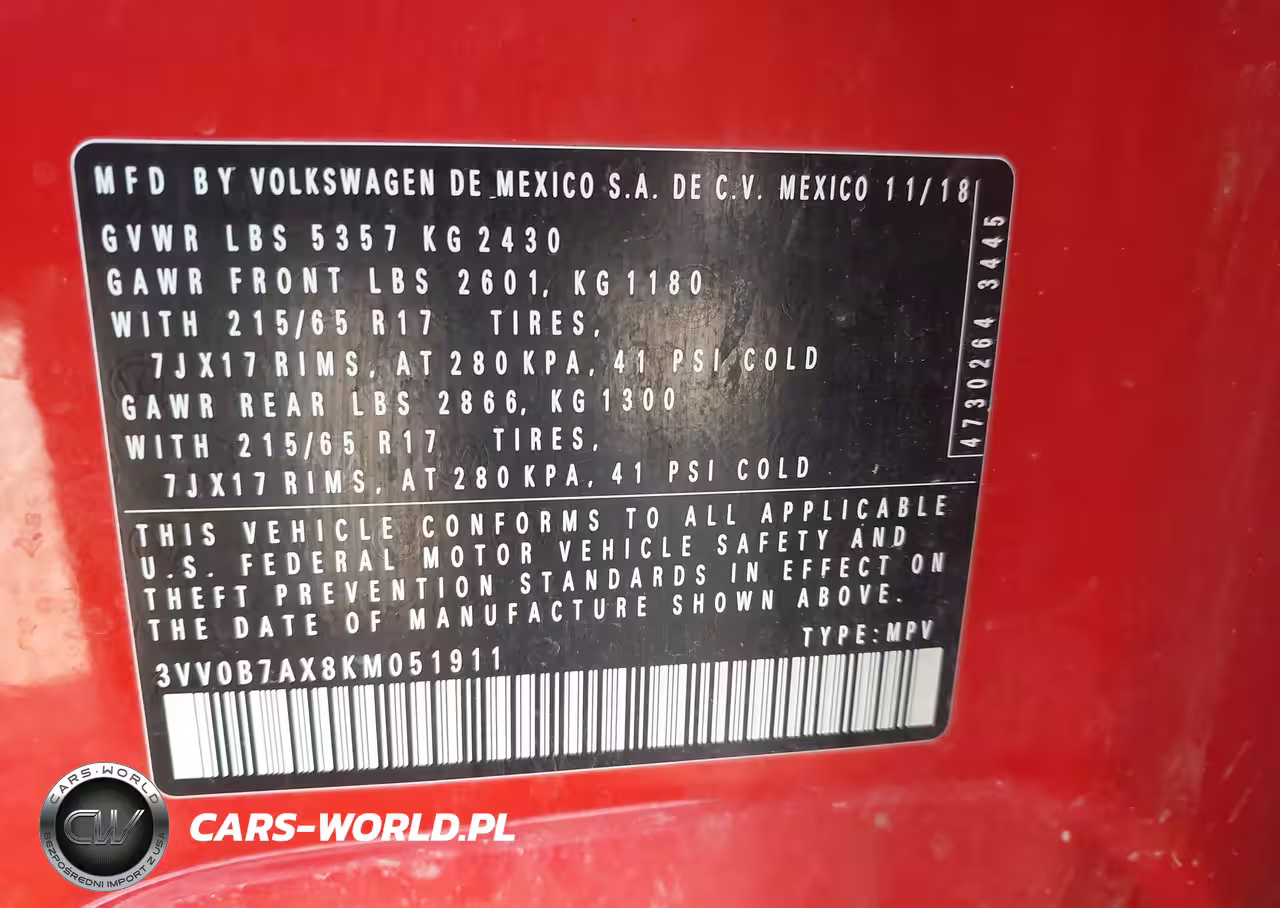 MFD BY VOLKSWAGEN DE MEXICO S.A. DE C.V. MEXICO 11/18
GVWR LBS 5357 KG 2430
GAWR FRONT LBS 2601, KG 1180
WITH 215/65 R17 TIRES,
7JX17 RIMS, AT 280 KPA, 41 PSI COLD
GAWR REAR LBS 2866, KG 1300
WITH 215/65 R17 TIRES,
7JX17 RIMS, AT 280 KPA, 41 PSI COLD
4730264 3445
THIS VEHICLE CONFORMS TO ALL APPLICABLE
U.S. FEDERAL MOTOR VEHICLE SAFETY AND
THEFT PREVENTION STANDARDS IN EFFECT ON
THE DATE OF MANUFACTURE SHOWN ABOVE.
TYPE:MPV
3VV0B7AX8KM051911
CARS-WORLD
CW
BEZPOŚREDNI IMPORT Z USA
CARS-WORLD.PL